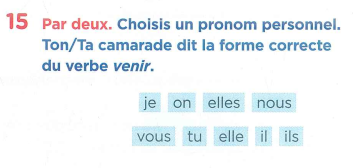 15 Par deux. Choisis un pronom personnel.
Ton/Ta camarade dit la forme correcte
du verbe venir.
je on elles nous
vous tu elle il ils